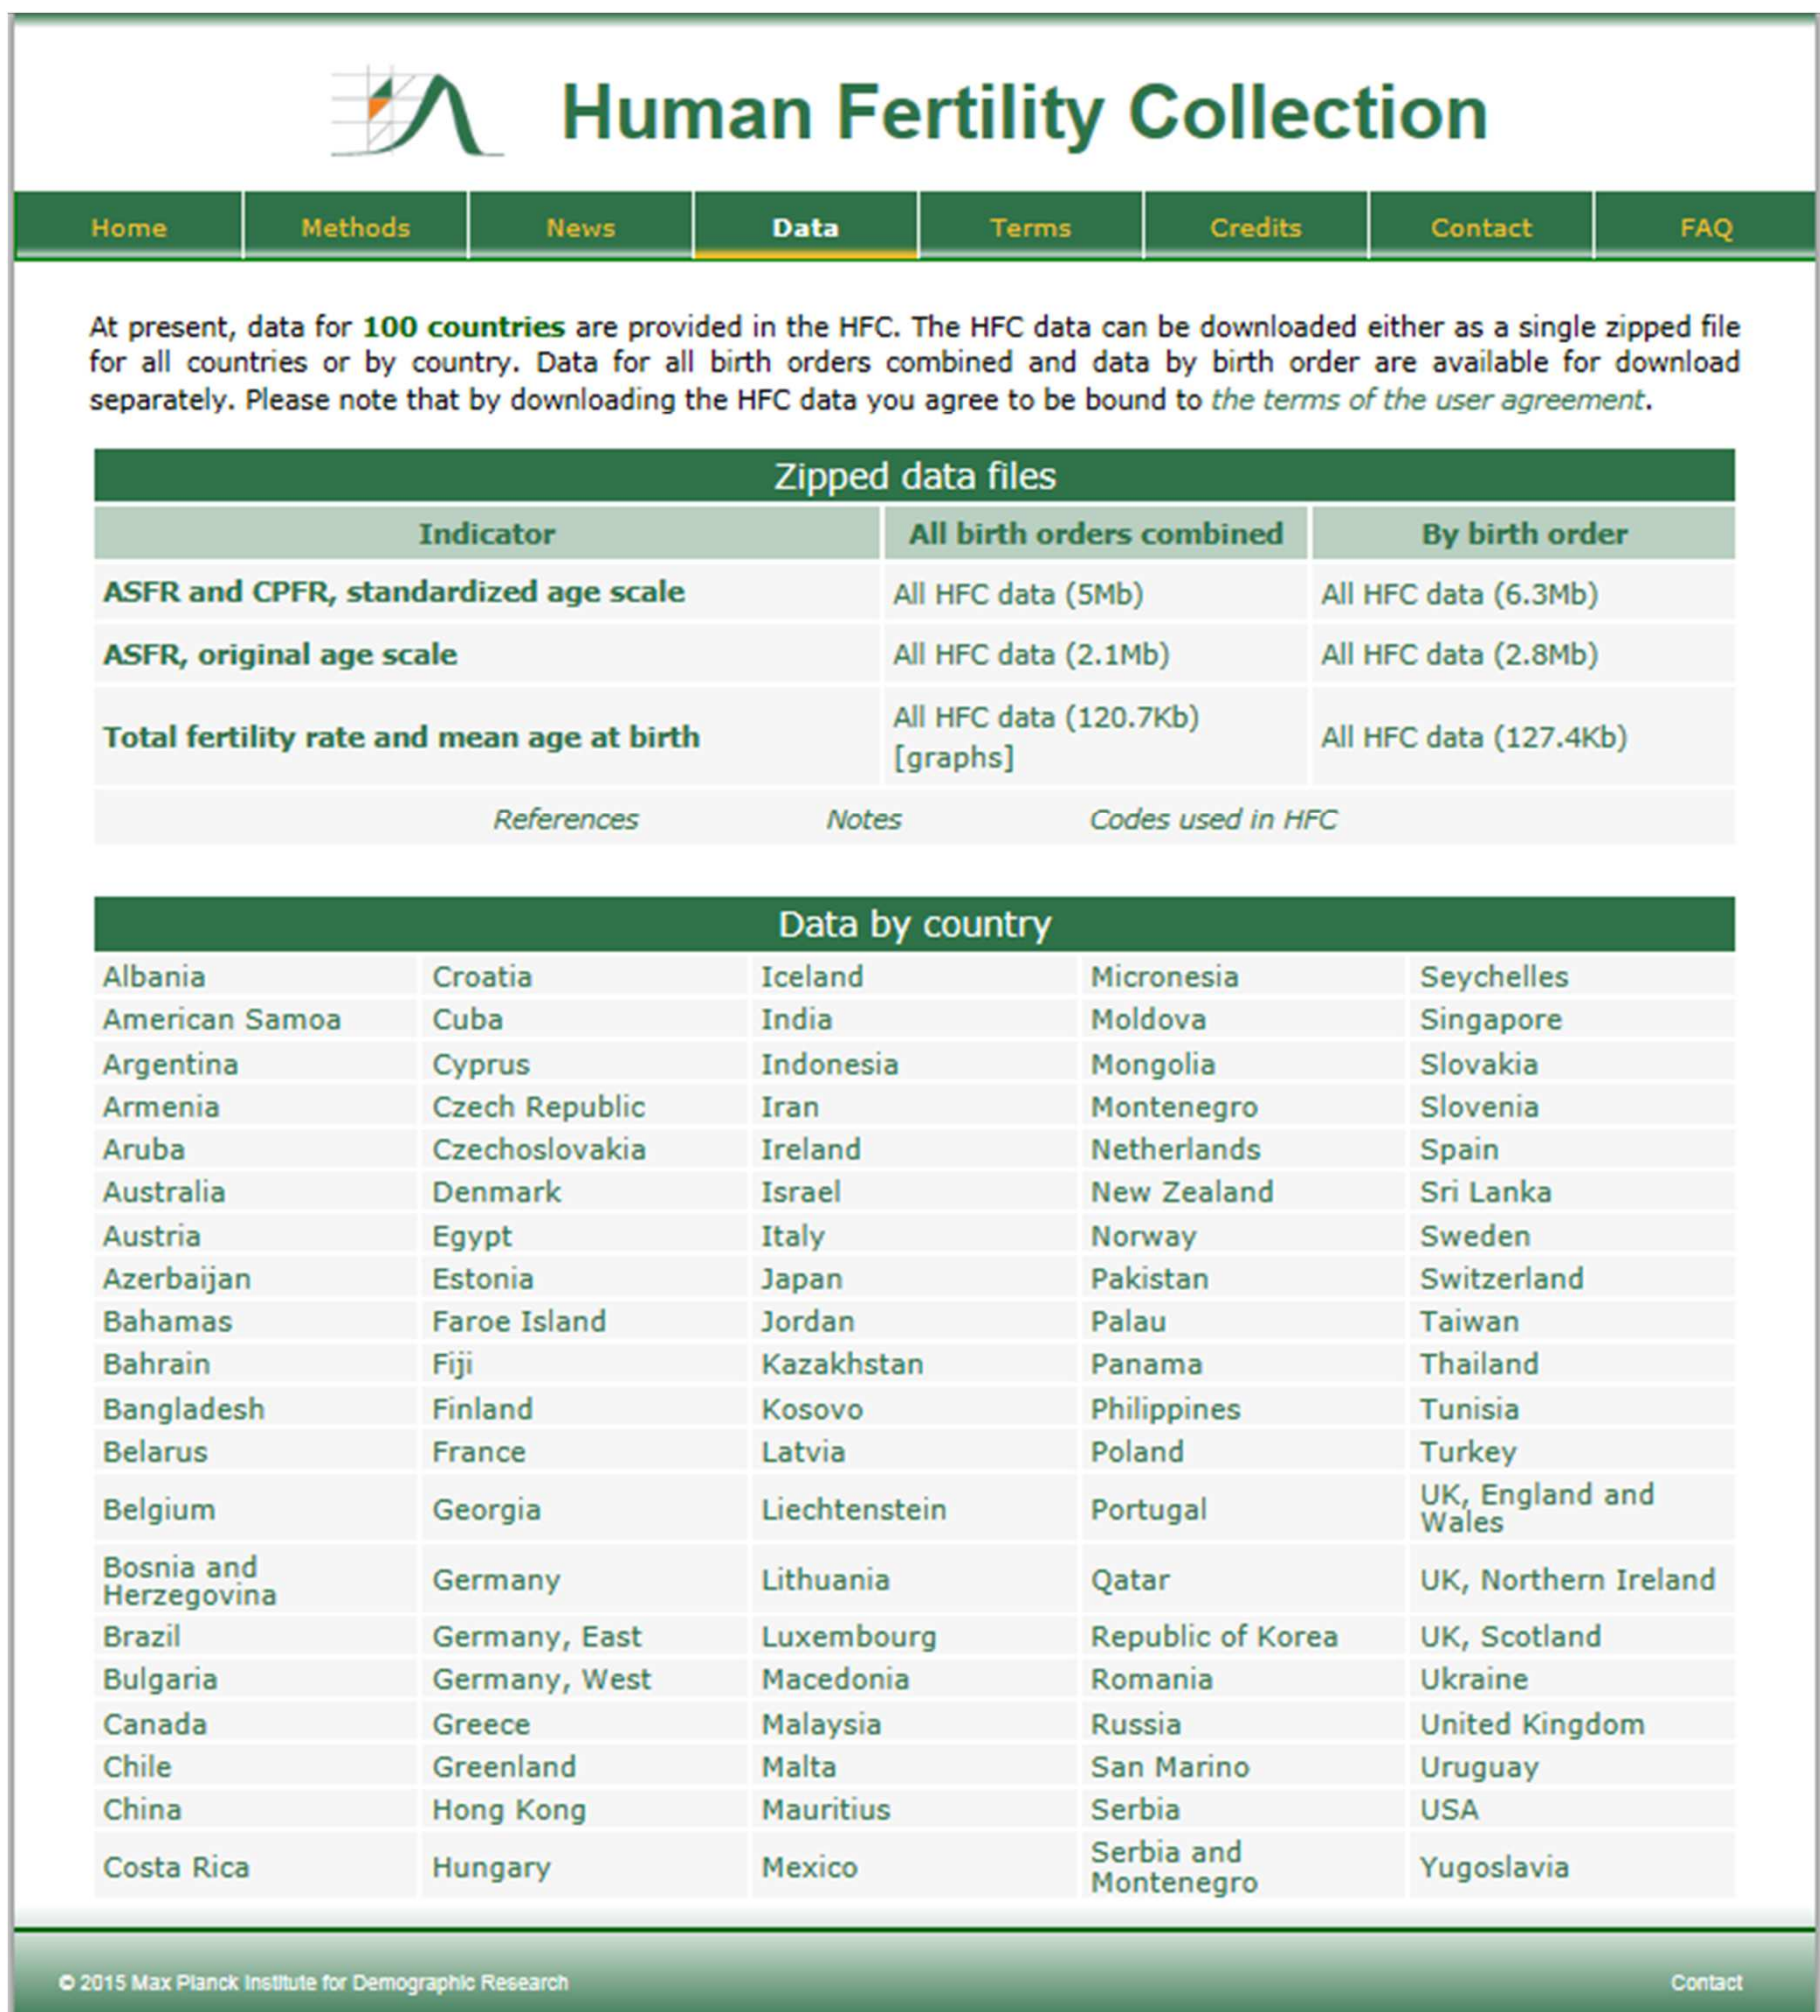 Human Fertility Collection
Home Methods News Data Terms Credits Contact FAQ
At present, data for 100 countries are provided in the HFC. The HFC data can be downloaded either as a single zipped file
for all countries or by country. Data for all birth orders combined and data by birth order are available for download
separately. Please note that by downloading the HFC data you agree to be bound to the terms of the user agreement.
Zipped data files
Indicator All birth orders combined By birth order
ASFR and CPFR, standardized age scale All HFC data (5Mb) All HFC data (6.3Mb)
ASFR, original age scale All HFC data (2.1Mb) All HFC data (2.8Mb)
Total fertility rate and mean age at birth All HFC data (120.7Kb) All HFC data (127.4Kb)
[graphs]
References Notes Codes used in HFC
Data by country
Albania Croatia Iceland Micronesia Seychelles
American Samoa Cuba India Moldova Singapore
Argentina Cyprus Indonesia Mongolia Slovakia
Armenia Czech Republic Iran Montenegro Slovenia
Aruba Czechoslovakia Ireland Netherlands Spain
Australia Denmark Israel New Zealand Sri Lanka
Austria Egypt Italy Norway Sweden
Azerbaijan Estonia Japan Pakistan Switzerland
Bahamas Faroe Island Jordan Palau Taiwan
Bahrain Fiji Kazakhstan Panama Thailand
Bangladesh Finland Kosovo Philippines Tunisia
Belarus France Latvia Poland Turkey
Belgium Georgia Liechtenstein Portugal UK, England and
Wales
Bosnia and
Herzegovina Germany Lithuania Qatar UK, Northern Ireland
Brazil Germany, East Luxembourg Republic of Korea UK, Scotland
Bulgaria Germany, West Macedonia Romania Ukraine
Canada Greece Malaysia Russia United Kingdom
Chile Greenland Malta San Marino Uruguay
China Hong Kong Mauritius Serbia USA
Costa Rica Hungary Mexico Serbia and
Montenegro Yugoslavia
© 2015 Max Planck Institute for Demographic Research Contact